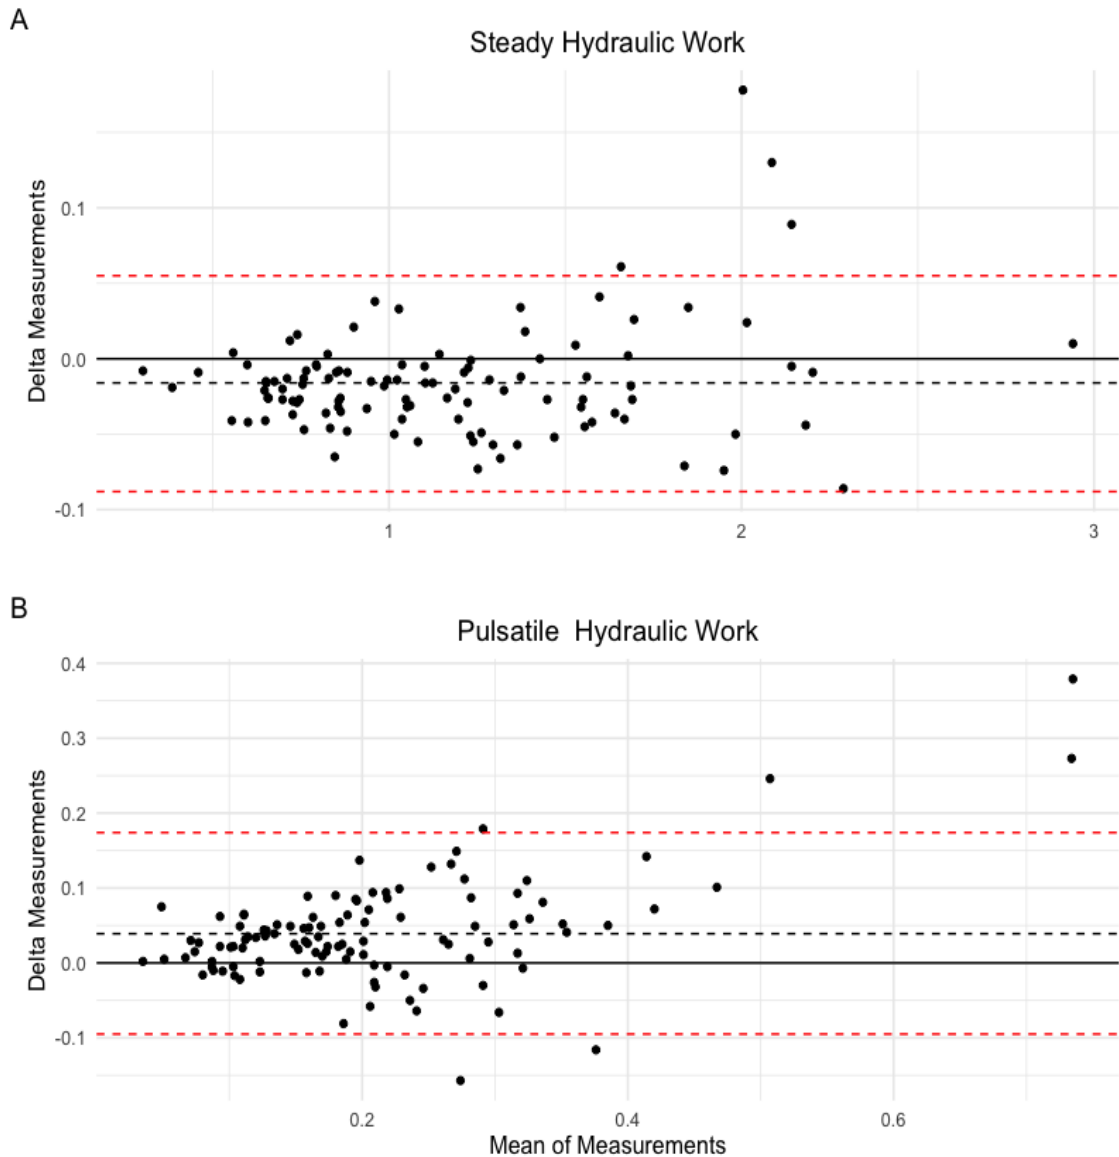 A
Steady Hydraulic Work
Delta Measurements
0.1
0.0
-0.1
1 2 3
B
Pulsatile  Hydraulic Work
Delta Measurements
0.4
0.3
0.2
0.1
0.0
-0.1
0.2 0.4 0.6
Mean of Measurements